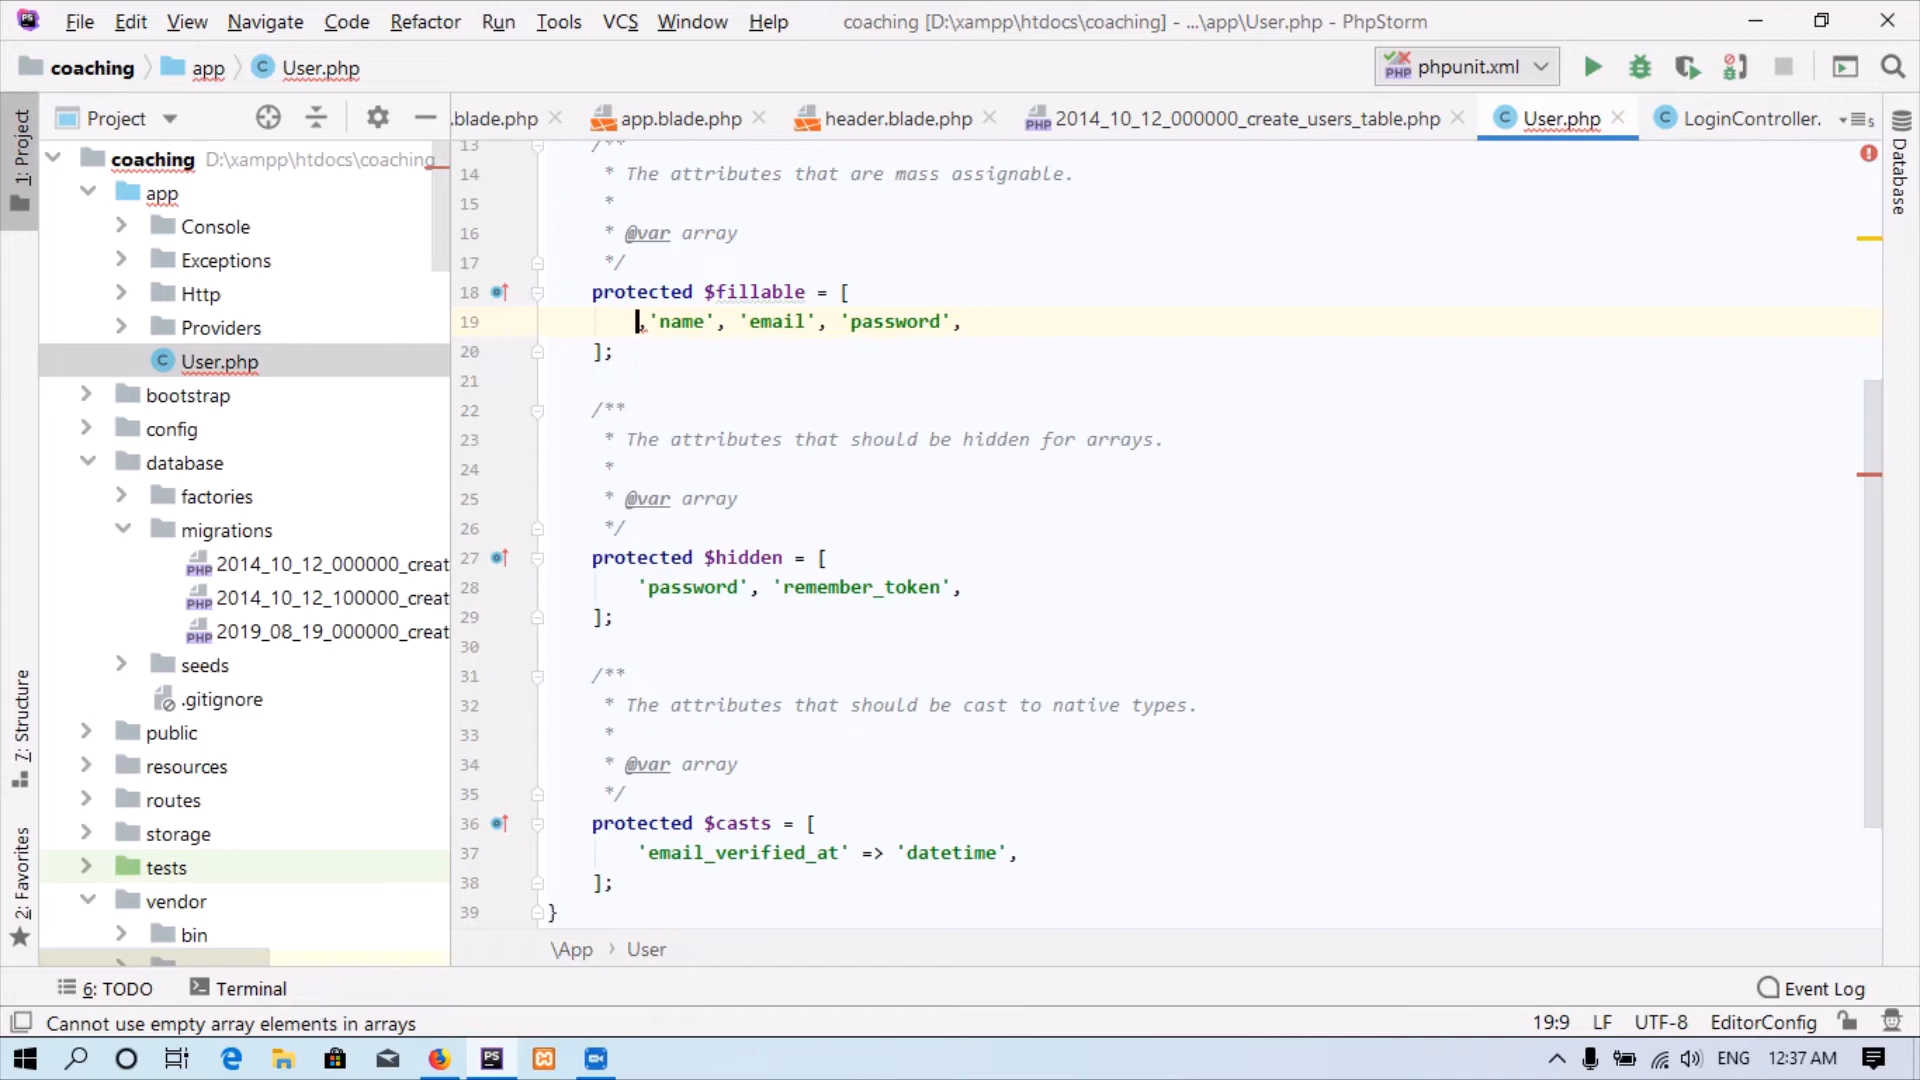 File Edit View Navigate Code Refactor Run Tools VCS Window Help coaching [D:\xampp\htdocs\coaching] - ...\app\User.php - PhpStorm
coaching app User.php phpunit.xml
Project .blade.php app.blade.php header.blade.php 2014_10_12_000000_create_users_table.php User.php LoginController.
1: Project
7: Structure
2: Favorites
Database
coaching D:\xampp\htdocs\coaching
app
Console
Exceptions
Http
Providers
User.php
bootstrap
config
database
factories
migrations
2014_10_12_000000_creat
2014_10_12_100000_creat
2019_08_19_000000_creat
seeds
.gitignore
public
resources
routes
storage
tests
vendor
bin
13 /**
14 * The attributes that are mass assignable.
15 *
16 * @var array
17 */
18 protected $fillable = [
19 ,'name', 'email', 'password',
20 ];
21
22 /**
23 * The attributes that should be hidden for arrays.
24 *
25 * @var array
26 */
27 protected $hidden = [
28 'password', 'remember_token',
29 ];
30
31 /**
32 * The attributes that should be cast to native types.
33 *
34 * @var array
35 */
36 protected $casts = [
37 'email_verified_at' => 'datetime',
38 ];
39 }
\App › User
6: TODO Terminal Event Log
Cannot use empty array elements in arrays 19:9 LF UTF-8 EditorConfig
ENG 12:37 AM